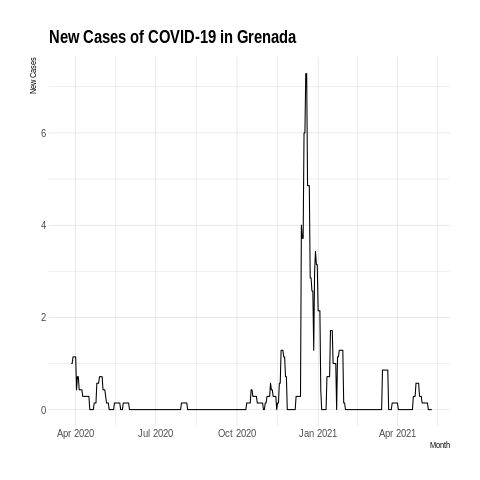 New Cases of COVID-19 in Grenada
New Cases
6
4
2
0
Apr 2020 Jul 2020 Oct 2020 Jan 2021 Apr 2021
Month